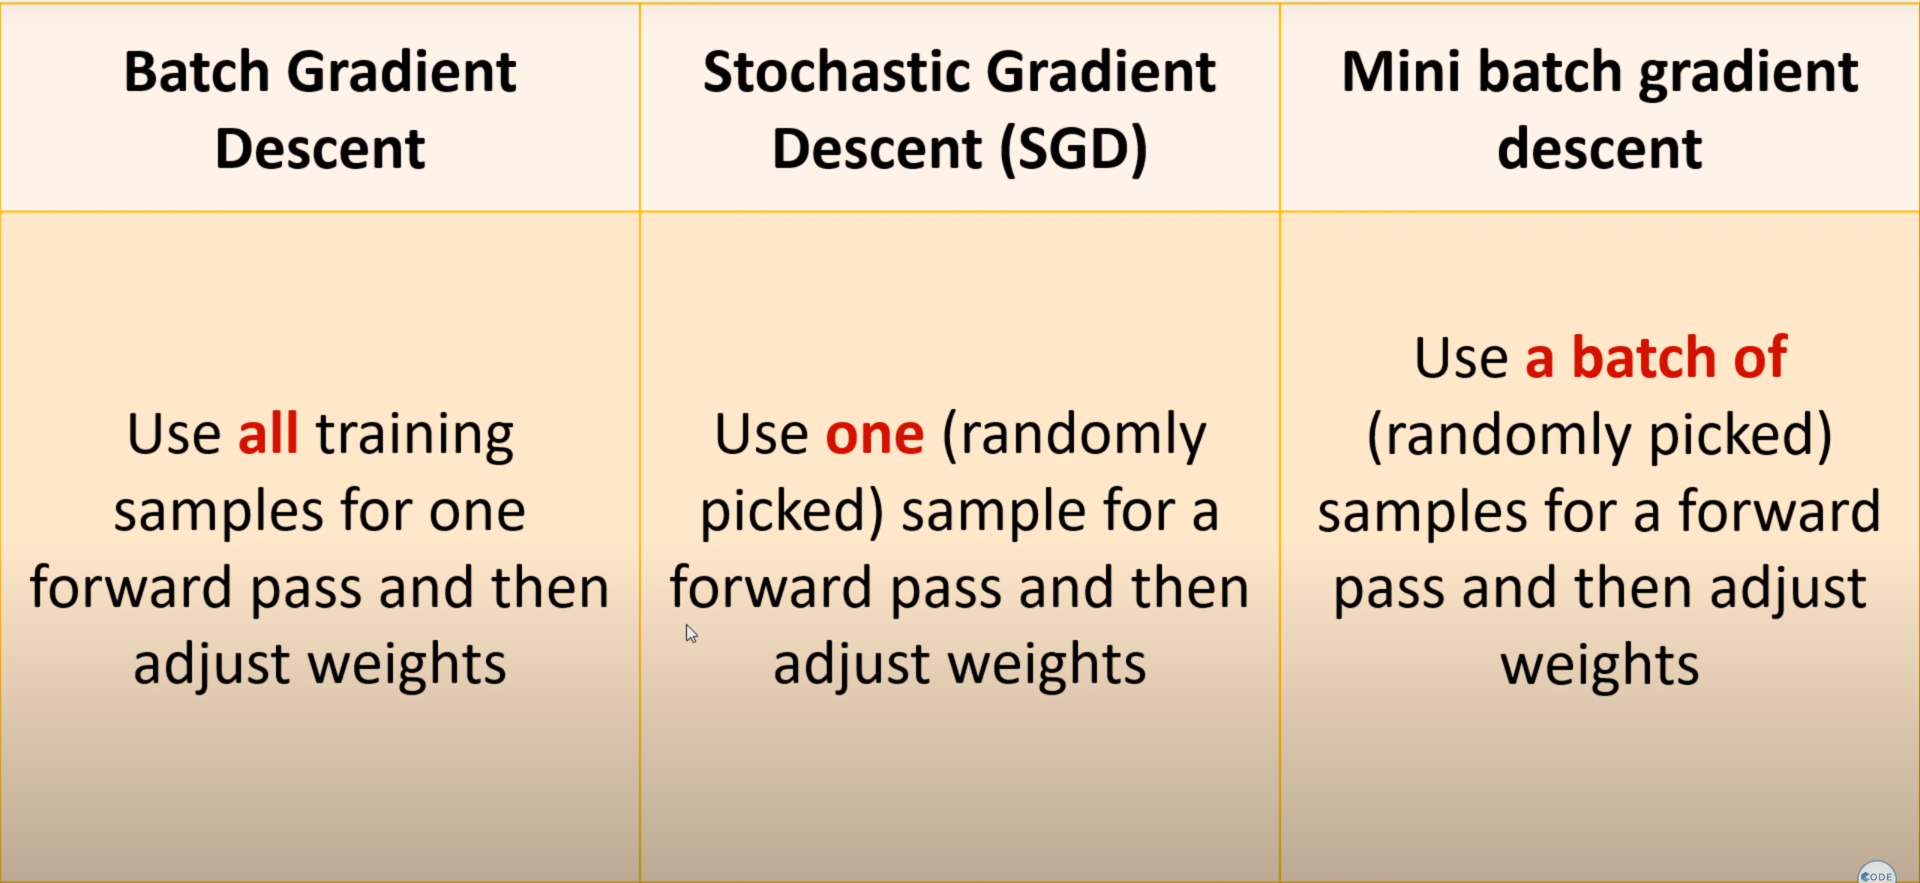 Batch Gradient
Descent
Stochastic Gradient
Descent (SGD)
Mini batch gradient
descent
Use all training
samples for one
forward pass and then
adjust weights
Use one (randomly
picked) sample for a
forward pass and then
adjust weights
Use a batch of
(randomly picked)
samples for a forward
pass and then adjust
weights
CODE